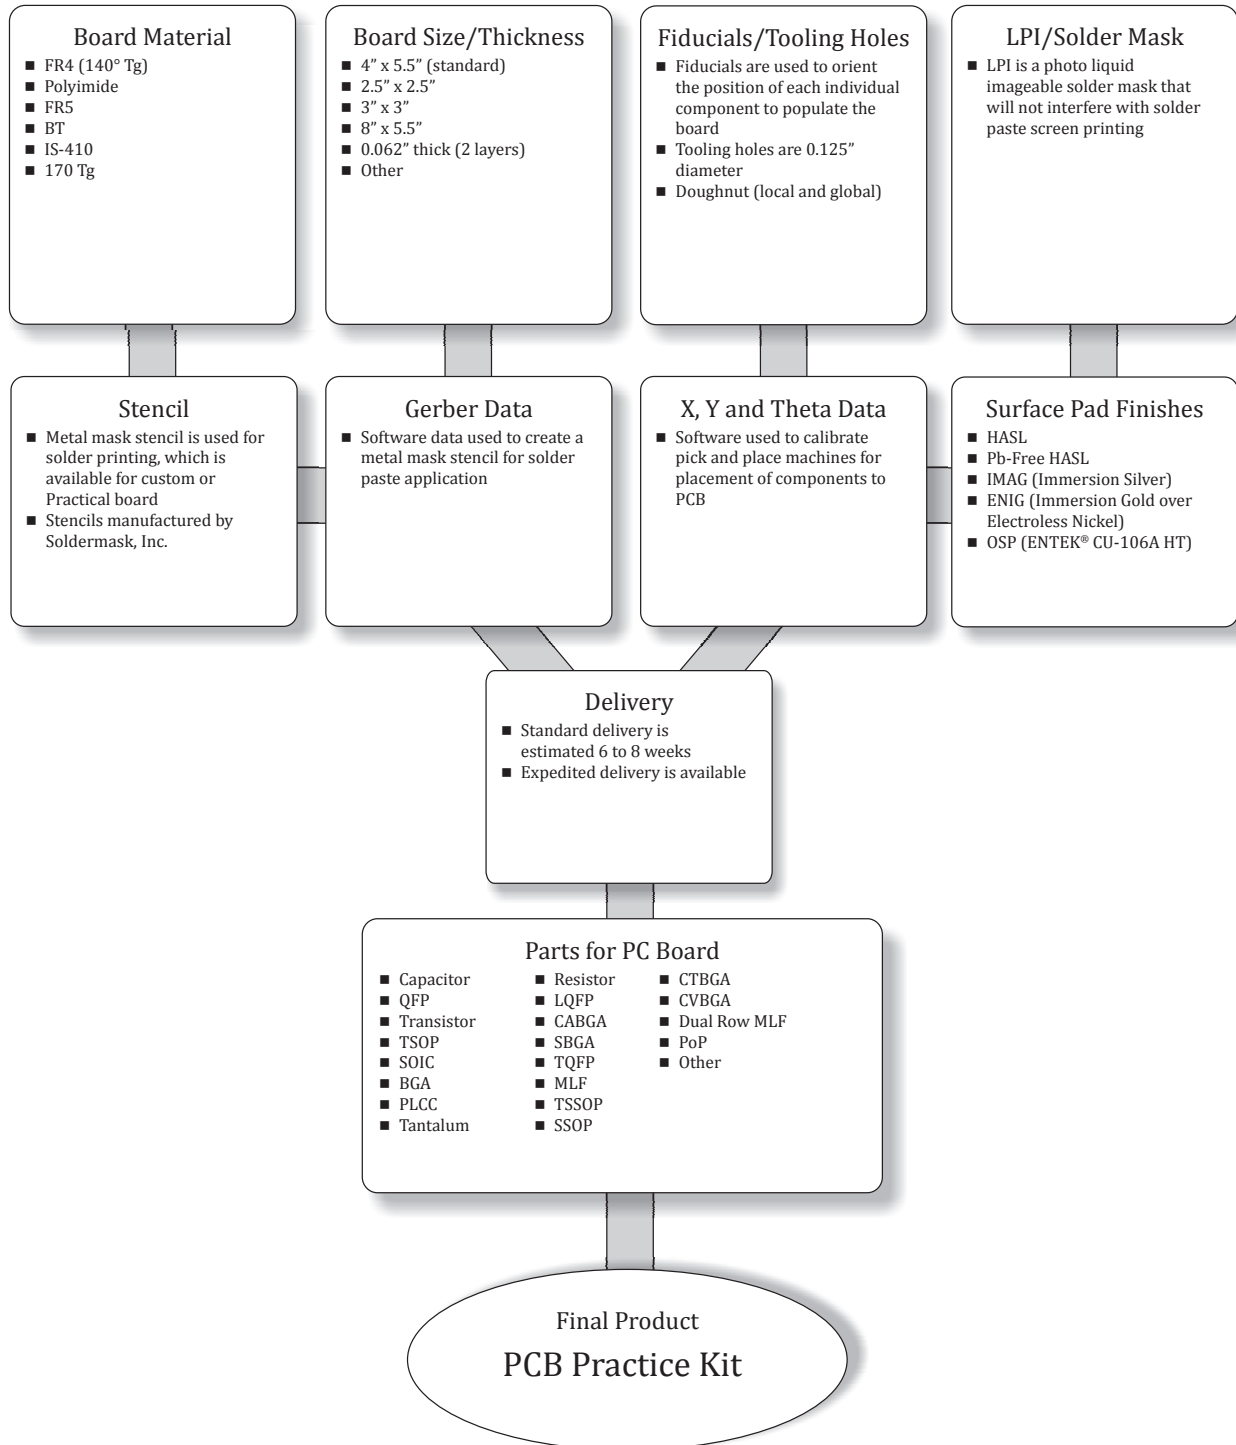 Board Material
■ FR4 (140° Tg)
■ Polyimide
■ FR5
■ BT
■ IS-410
■ 170 Tg
Board Size/Thickness
■ 4” x 5.5” (standard)
■ 2.5” x 2.5”
■ 3” x 3”
■ 8” x 5.5”
■ 0.062” thick (2 layers)
■ Other
Fiducials/Tooling Holes
■ Fiducials are used to orient
the position of each individual
component to populate the
board
■ Tooling holes are 0.125”
diameter
■ Doughnut (local and global)
LPI/Solder Mask
■ LPI is a photo liquid
imageable solder mask that
will not interfere with solder
paste screen printing
Stencil
■ Metal mask stencil is used for
solder printing, which is
available for custom or
Practical board
■ Stencils manufactured by
Soldermask, Inc.
Gerber Data
■ Software data used to create a
metal mask stencil for solder
paste application
X, Y and Theta Data
■ Software used to calibrate
pick and place machines for
placement of components to
PCB
Surface Pad Finishes
■ HASL
■ Pb-Free HASL
■ IMAG (Immersion Silver)
■ ENIG (Immersion Gold over
Electroless Nickel)
■ OSP (ENTEK® CU-106A HT)
Delivery
■ Standard delivery is
estimated 6 to 8 weeks
■ Expedited delivery is available
Parts for PC Board
■ Capacitor
■ QFP
■ Transistor
■ TSOP
■ SOIC
■ BGA
■ PLCC
■ Tantalum
■ Resistor
■ LQFP
■ CABGA
■ SBGA
■ TQFP
■ MLF
■ TSSOP
■ SSOP
■ CTBGA
■ CVBGA
■ Dual Row MLF
■ PoP
■ Other
Final Product
PCB Practice Kit